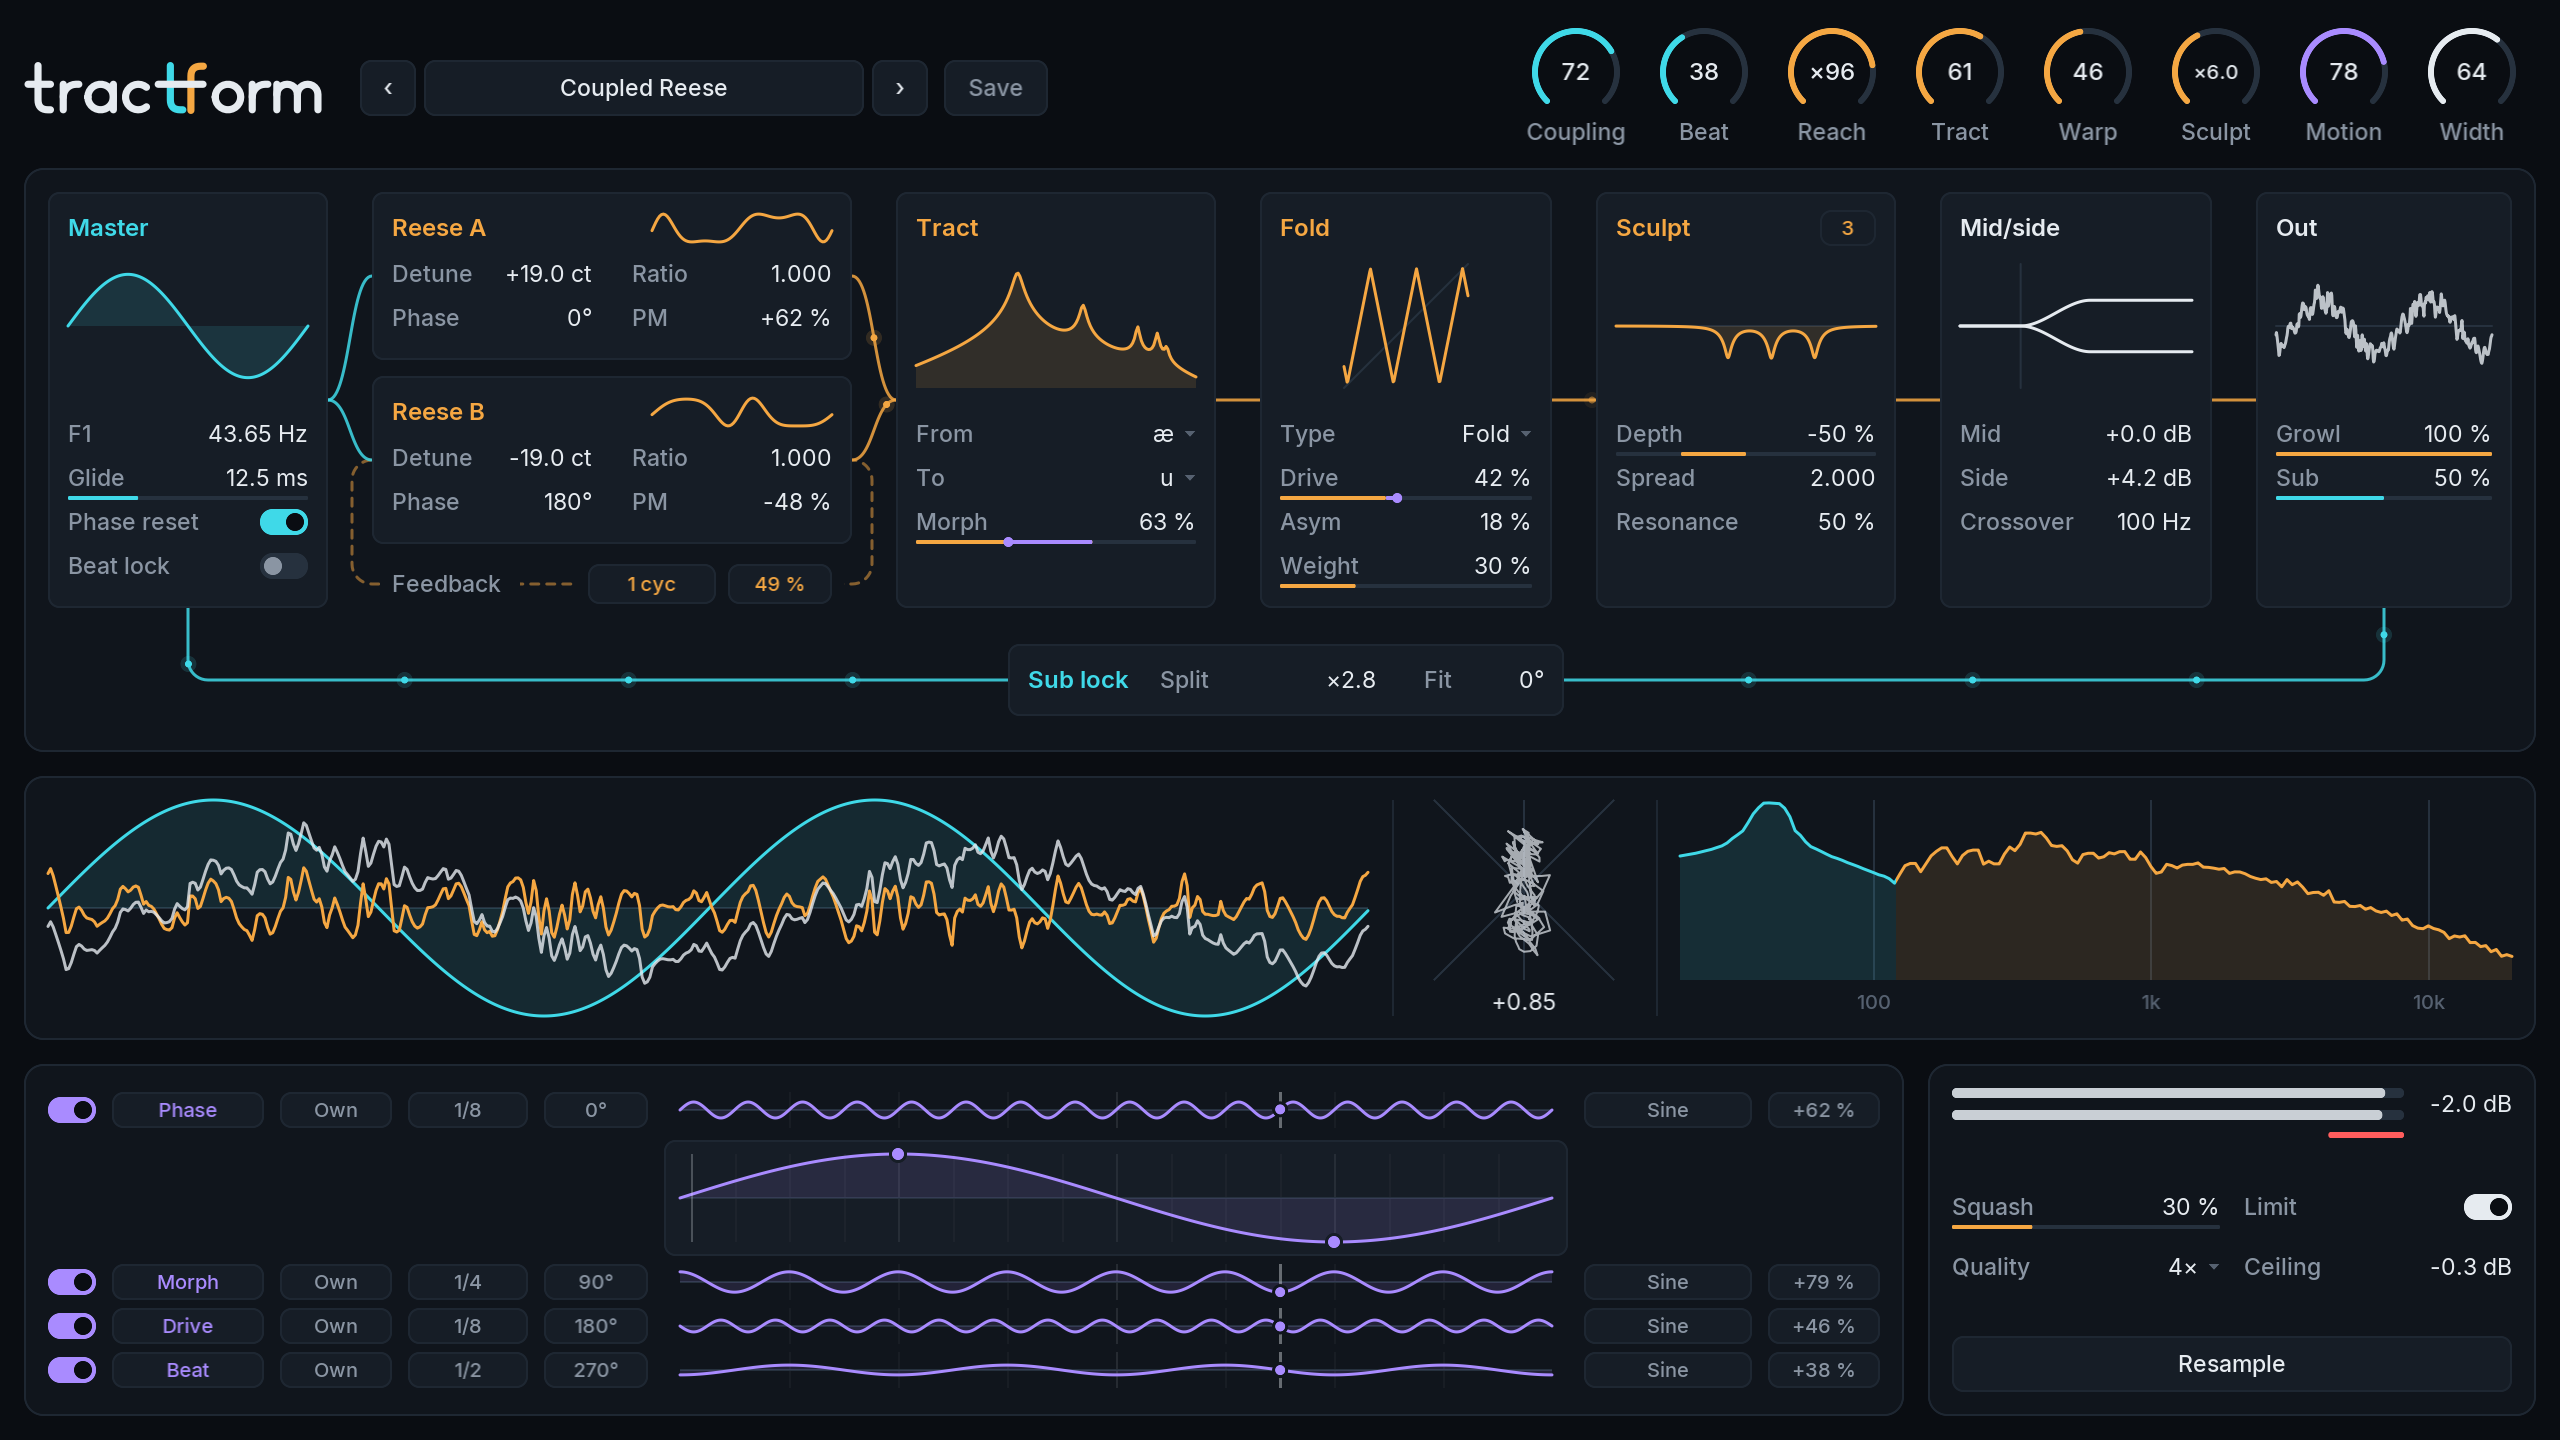 tractform
‹ Coupled Reese › Save
72 38 ×96 61 46 ×6.0 78 64
Coupling Beat Reach Tract Warp Sculpt Motion Width
Master
F1 43.65 Hz
Glide 12.5 ms
Phase reset
Beat lock
Reese A
Detune +19.0 ct Ratio 1.000
Phase 0° PM +62 %
Reese B
Detune -19.0 ct Ratio 1.000
Phase 180° PM -48 %
Feedback 1 cyc 49 %
Tract
From æ
To u
Morph 63 %
Fold
Type Fold
Drive 42 %
Asym 18 %
Weight 30 %
Sculpt 3
Depth -50 %
Spread 2.000
Resonance 50 %
Mid/side
Mid +0.0 dB
Side +4.2 dB
Crossover 100 Hz
Out
Growl 100 %
Sub 50 %
Sub lock Split ×2.8 Fit 0°
+0.85
100 1k 10k
Phase Own 1/8 0° Sine +62 %
Morph Own 1/4 90° Sine +79 %
Drive Own 1/8 180° Sine +46 %
Beat Own 1/2 270° Sine +38 %
-2.0 dB
Squash 30 % Limit
Quality 4× Ceiling -0.3 dB
Resample